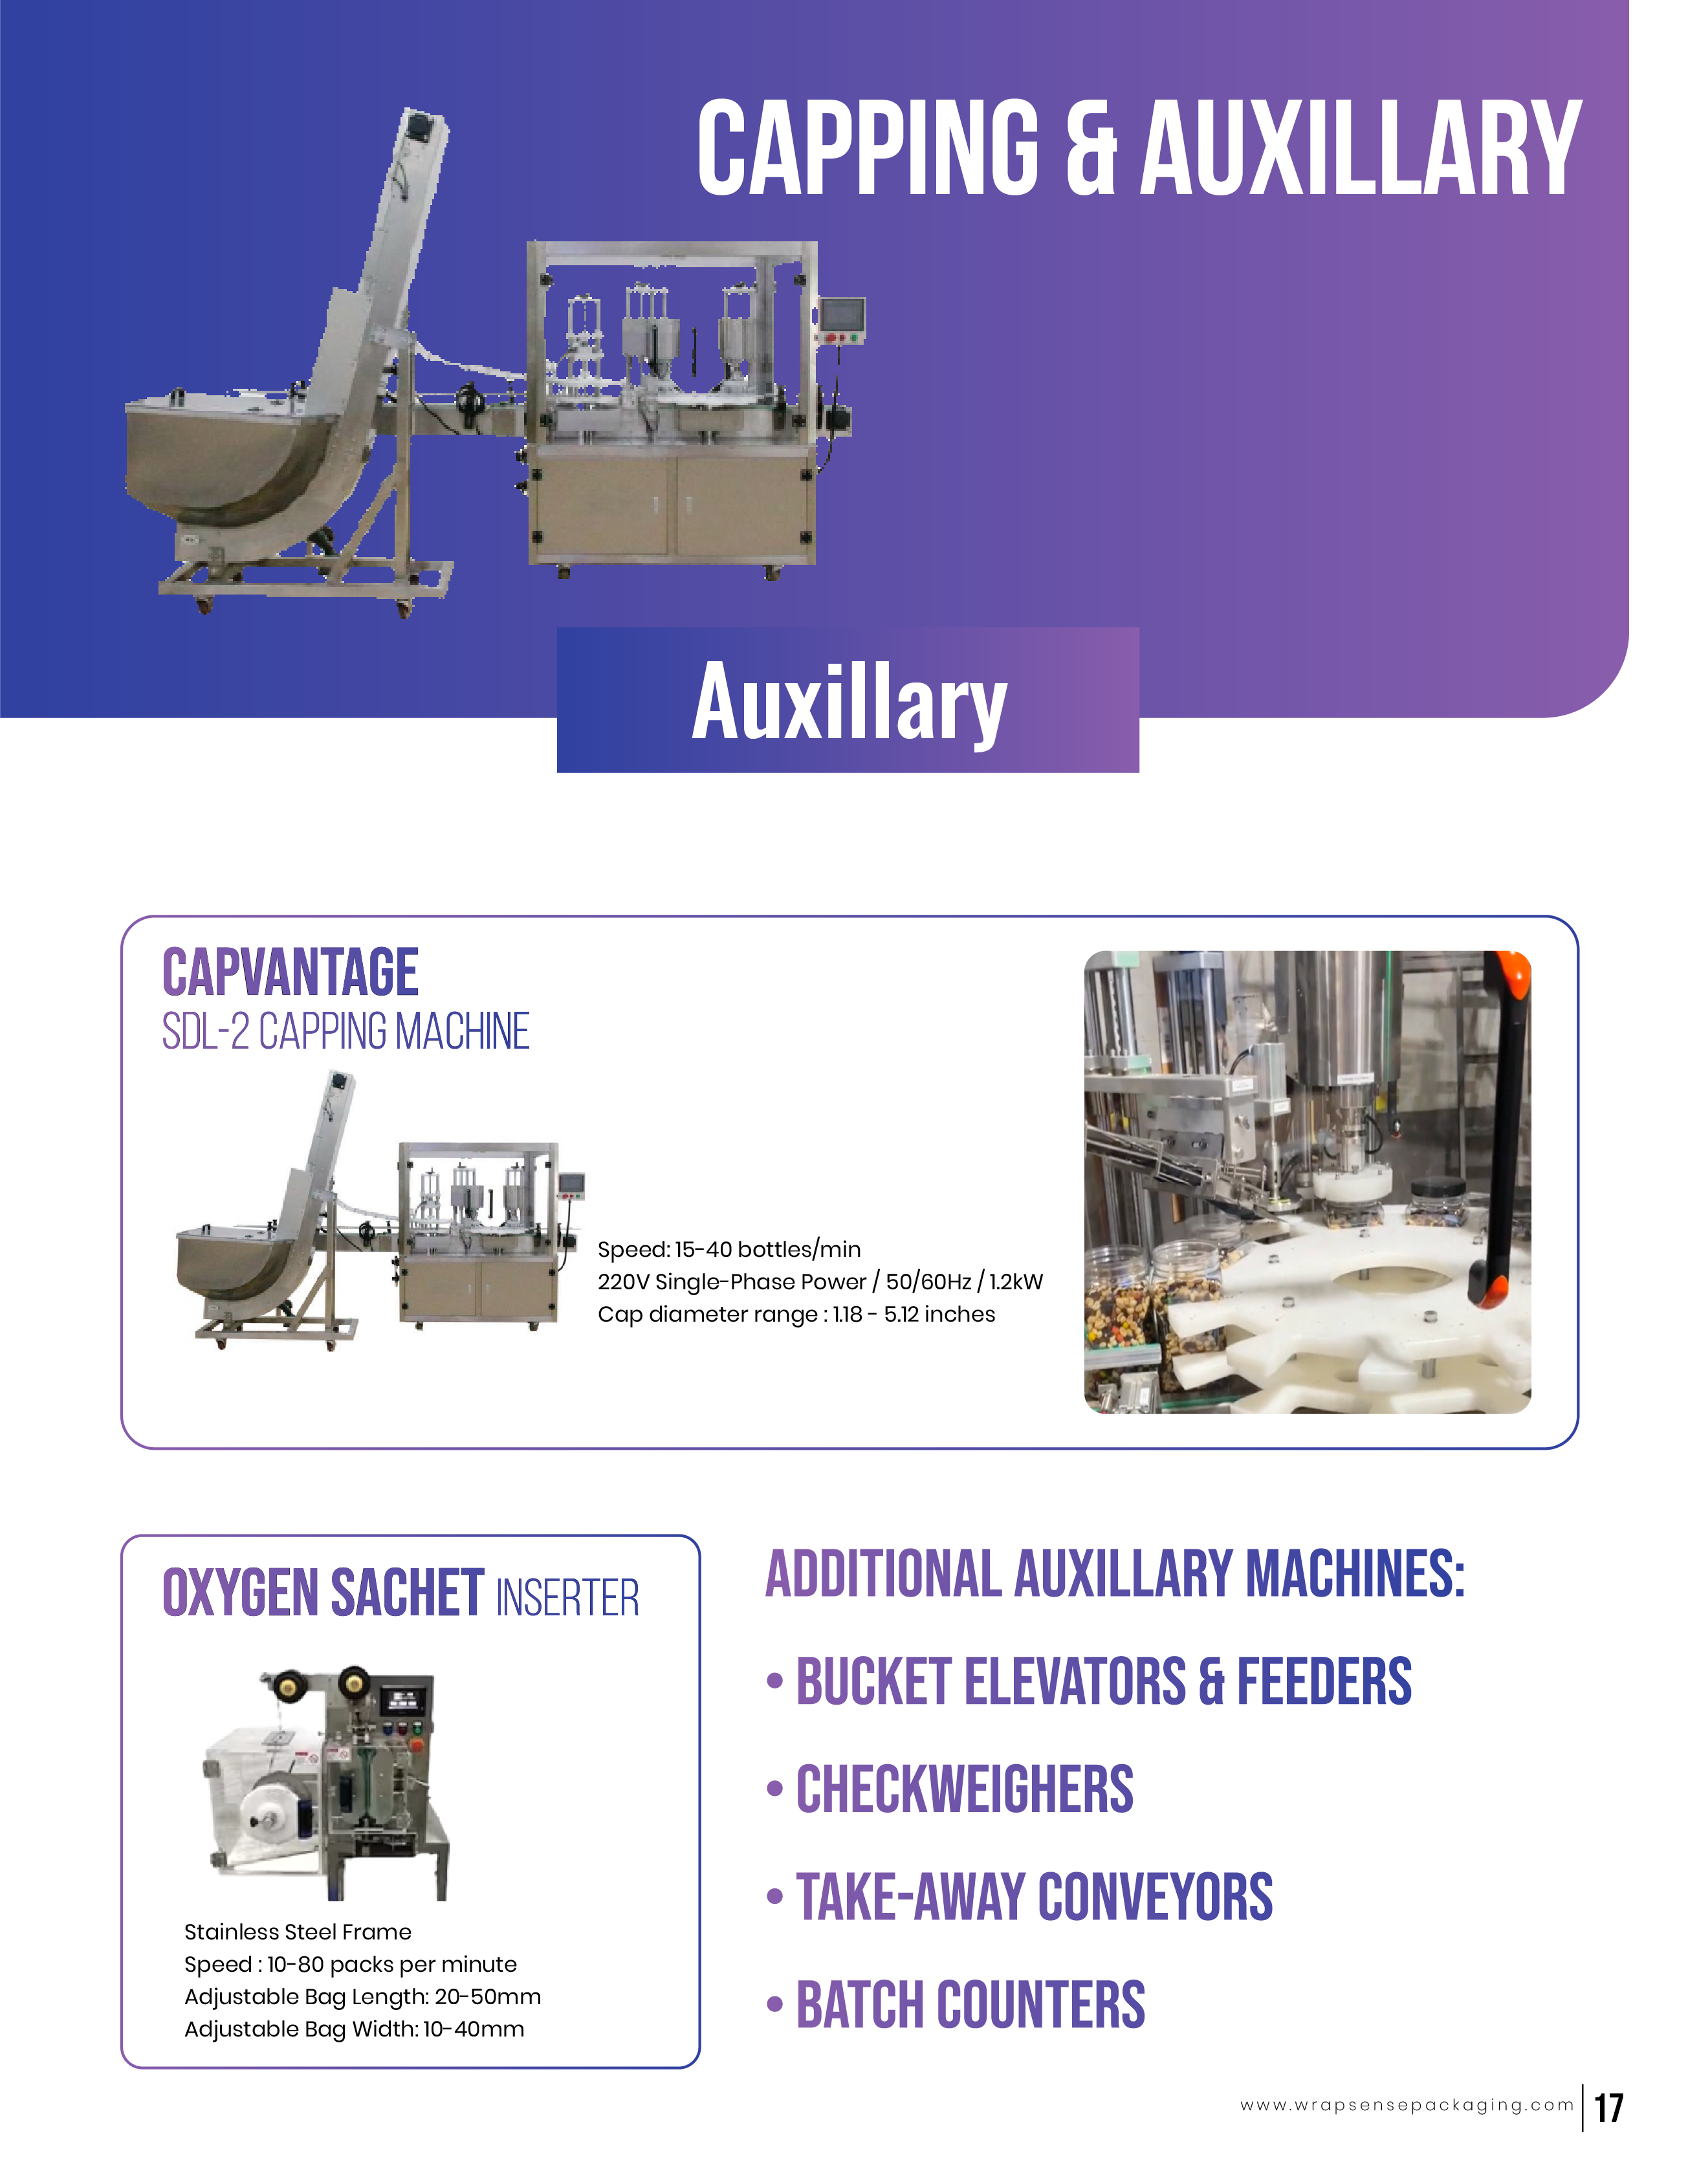 CAPPING & AUXILLARY
Auxillary
CAPVANTAGE
SDL-2 CAPPING MACHINE
Speed: 15-40 bottles/min
220V Single-Phase Power / 50/60Hz / 1.2kW
Cap diameter range : 1.18 - 5.12 inches
OXYGEN SACHET INSERTER
Stainless Steel Frame
Speed : 10-80 packs per minute
Adjustable Bag Length: 20-50mm
Adjustable Bag Width: 10-40mm
ADDITIONAL AUXILLARY MACHINES:
• BUCKET ELEVATORS & FEEDERS
• CHECKWEIGHERS
• TAKE-AWAY CONVEYORS
• BATCH COUNTERS
www.wrapsensepackaging.com
17